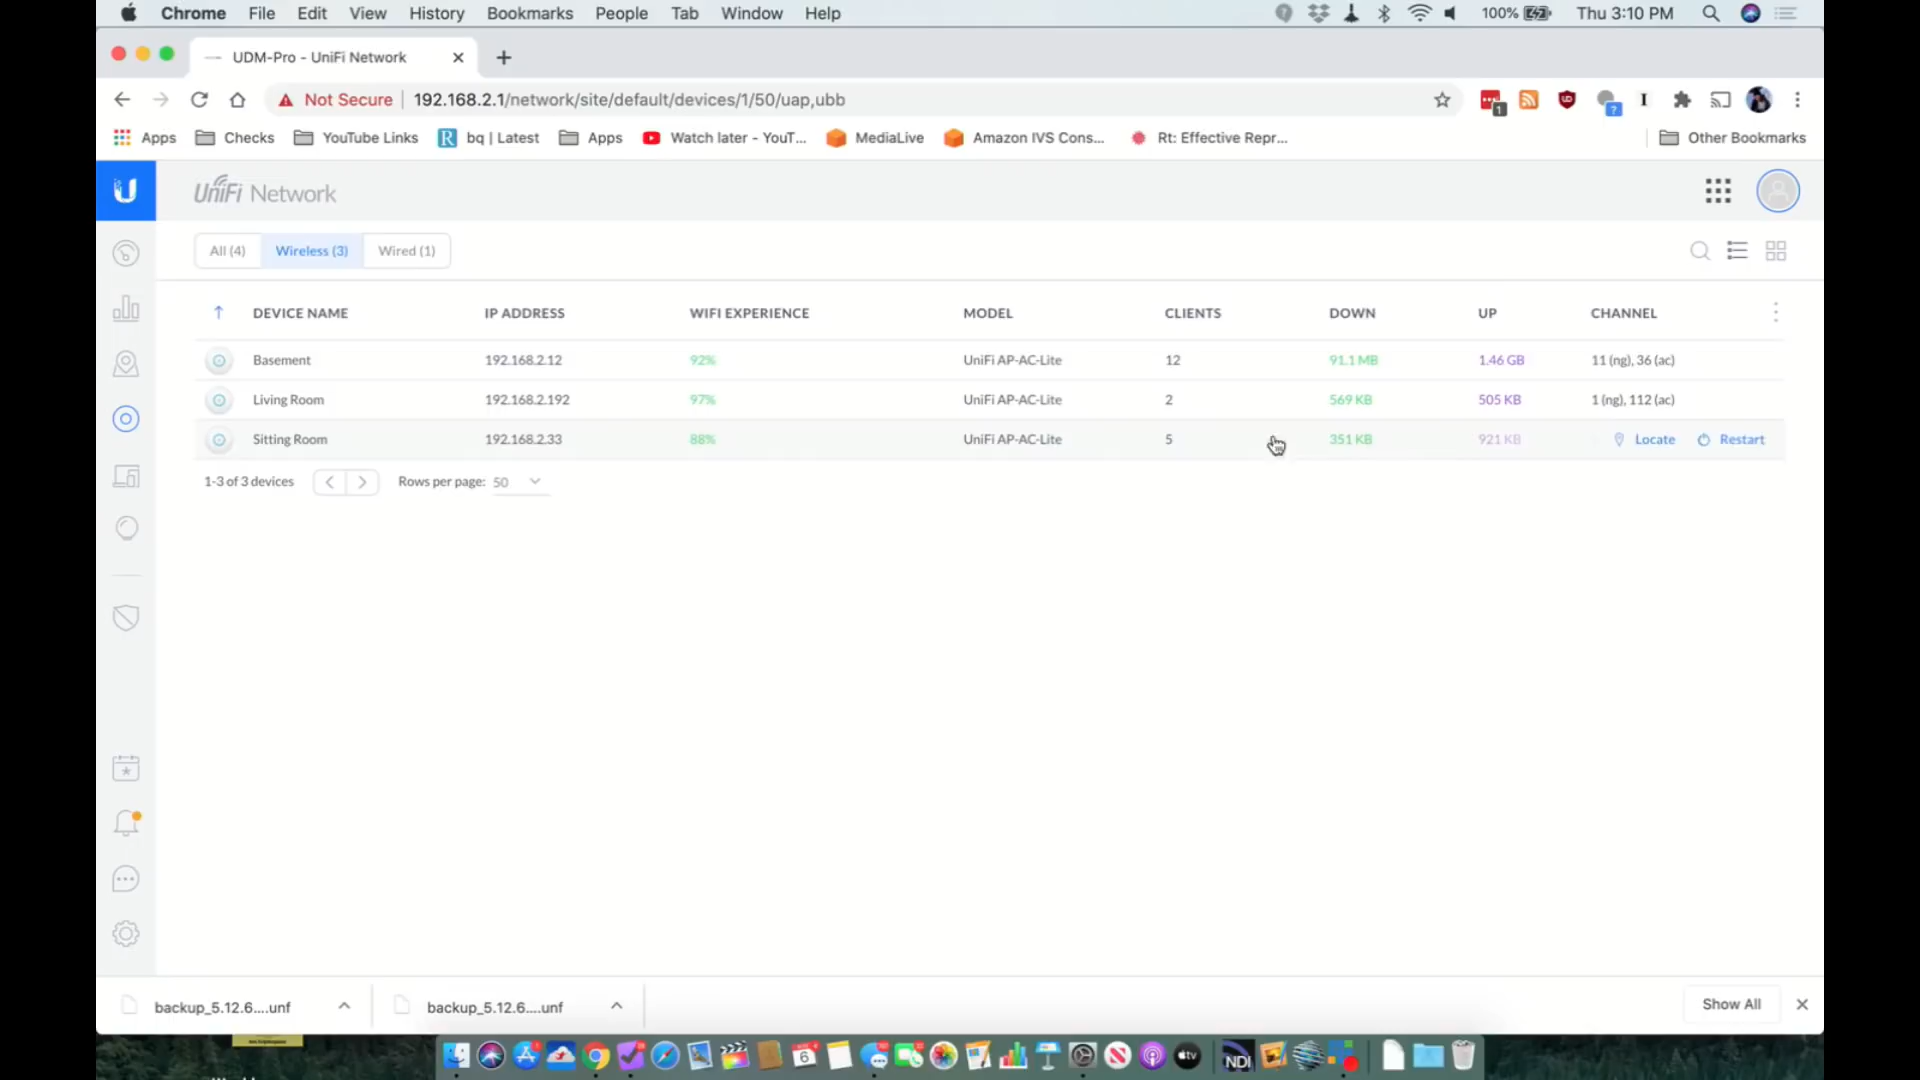 Chrome File Edit View History Bookmarks People Tab Window Help 100% Thu 3:10 PM
UDM-Pro - UniFi Network
Not Secure 192.168.2.1/network/site/default/devices/1/50/uap,ubb 1 ?
Apps Checks YouTube Links R bq | Latest Apps Watch later - YouT... MediaLive Amazon IVS Cons... Rt: Effective Repr... Other Bookmarks
U UniFi Network
All (4) Wireless (3) Wired (1)
DEVICE NAME IP ADDRESS WIFI EXPERIENCE MODEL CLIENTS DOWN UP CHANNEL
Basement 192.168.2.12 92% UniFi AP-AC-Lite 12 91.1 MB 1.46 GB 11 (ng), 36 (ac)
Living Room 192.168.2.192 97% UniFi AP-AC-Lite 2 569 KB 505 KB 1 (ng), 112 (ac)
Sitting Room 192.168.2.33 88% UniFi AP-AC-Lite 5 351 KB 921 KB Locate Restart
1-3 of 3 devices Rows per page: 50
backup_5.12.6....unf backup_5.12.6....unf Show All
6 NDI tv